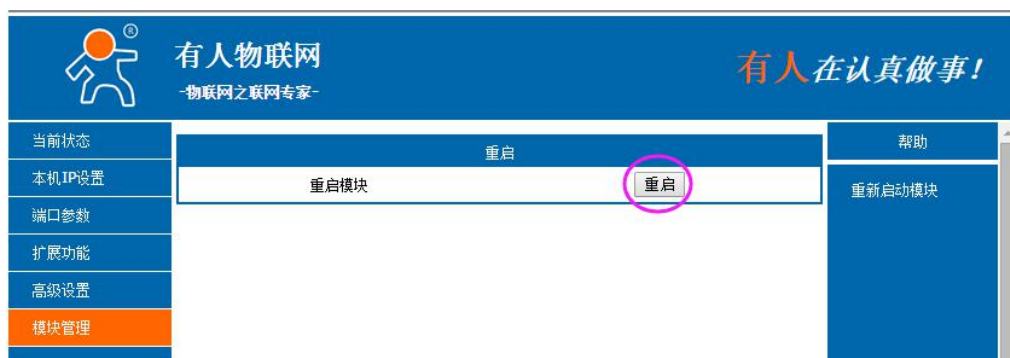 ®
有人物联网
-物联网之联网专家-
有人在认真做事!
当前状态
本机IP设置
端口参数
扩展功能
高级设置
模块管理
重启
重启模块
重启
帮助
重新启动模块